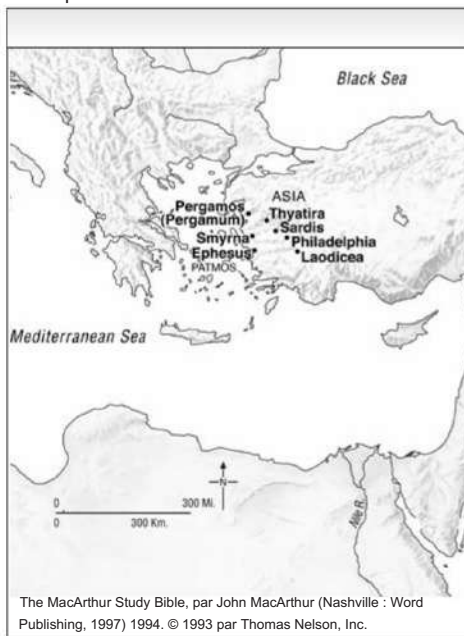 Black Sea
ASIA
Pergamos
(Pergamum)
Thyatira
Sardis
Smyrna
Philadelphia
Ephesus
Laodicea
PATMOS
Mediterranean Sea
N
0 300 Mi.
0 300 Km.
Nile R.
The MacArthur Study Bible, par John MacArthur (Nashville : Word
Publishing, 1997) 1994. © 1993 par Thomas Nelson, Inc.